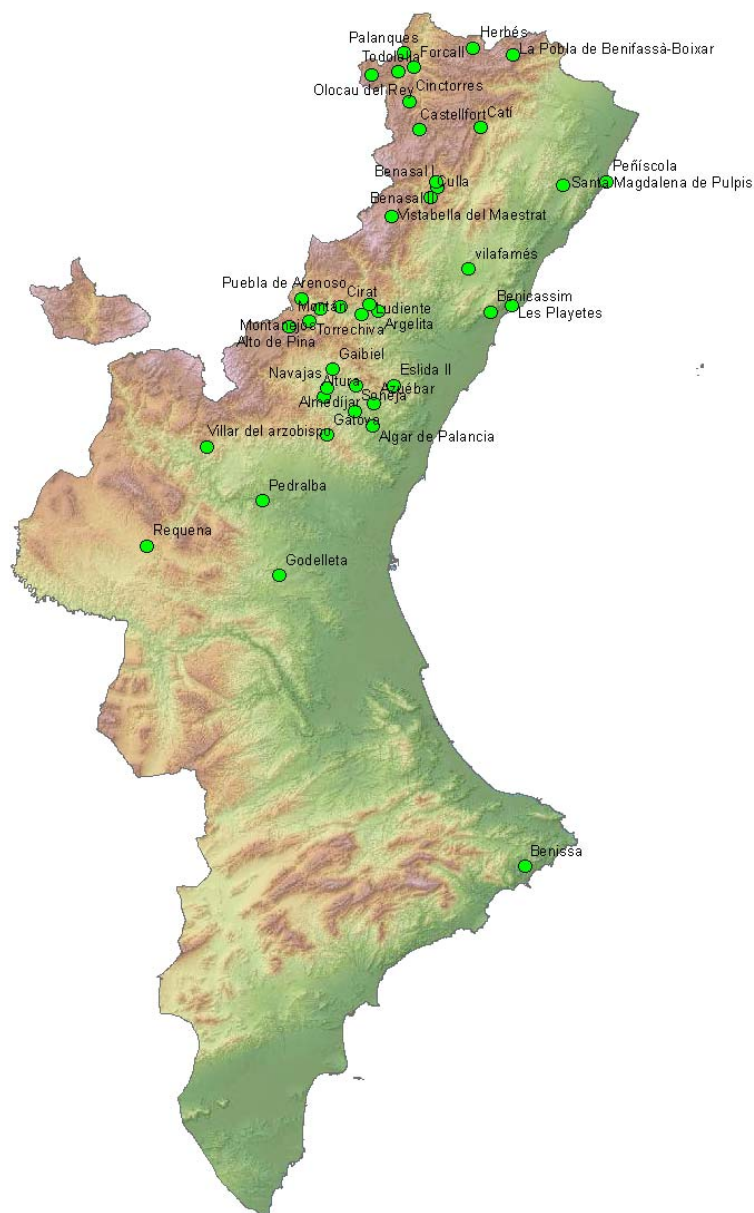 Herbés
Palanques
Forcall
La Pobla de Benifassà-Boixar
Todolella
Olocau del Rey
Cinctorres
Castellfort
Catí
Peñíscola
Benasal I
Culla
Santa Magdalena de Pulpis
Benasal II
Vistabella del Maestrat
vilafamés
Puebla de Arenoso
Cirat
Benicassim
Montán
Ludiente
Les Playetes
Montanejos
Torrechiva
Argelita
Alto de Pina
Gaibiel
Navajas
Altura
Eslida II
Azuébar
Almedíjar
Soneja
Gátova
Villar del arzobispo
Algar de Palancia
Pedralba
Requena
Godelleta
Benissa